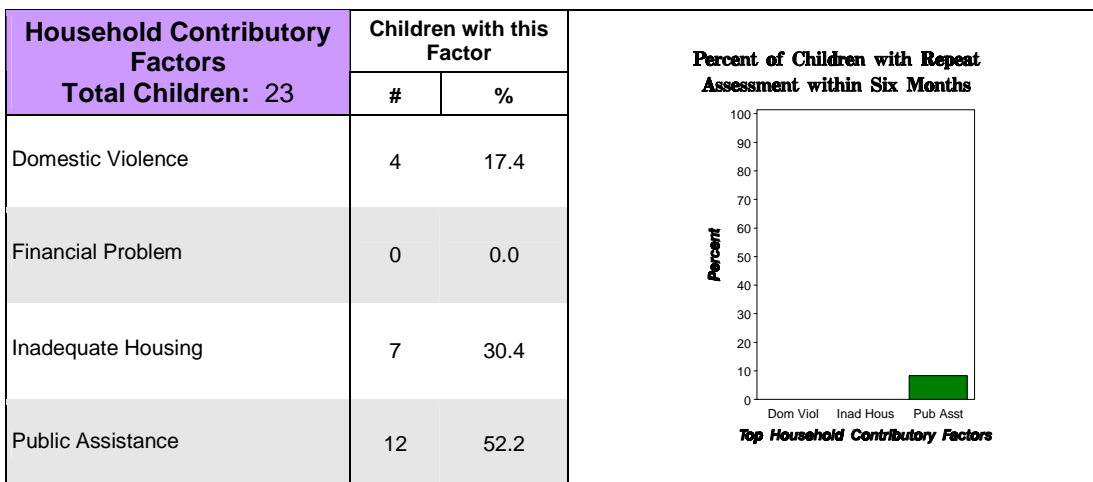 Household Contributory
Factors
Total Children: 23
Children with this
Factor
# %
Domestic Violence 4 17.4
Financial Problem 0 0.0
Inadequate Housing 7 30.4
Public Assistance 12 52.2
Percent of Children with Repeat
Assessment within Six Months
100
90
80
70
60
50
40
30
20
10
0
Percent
Dom Viol Inad Hous Pub Asst
Top Household Contributory Factors